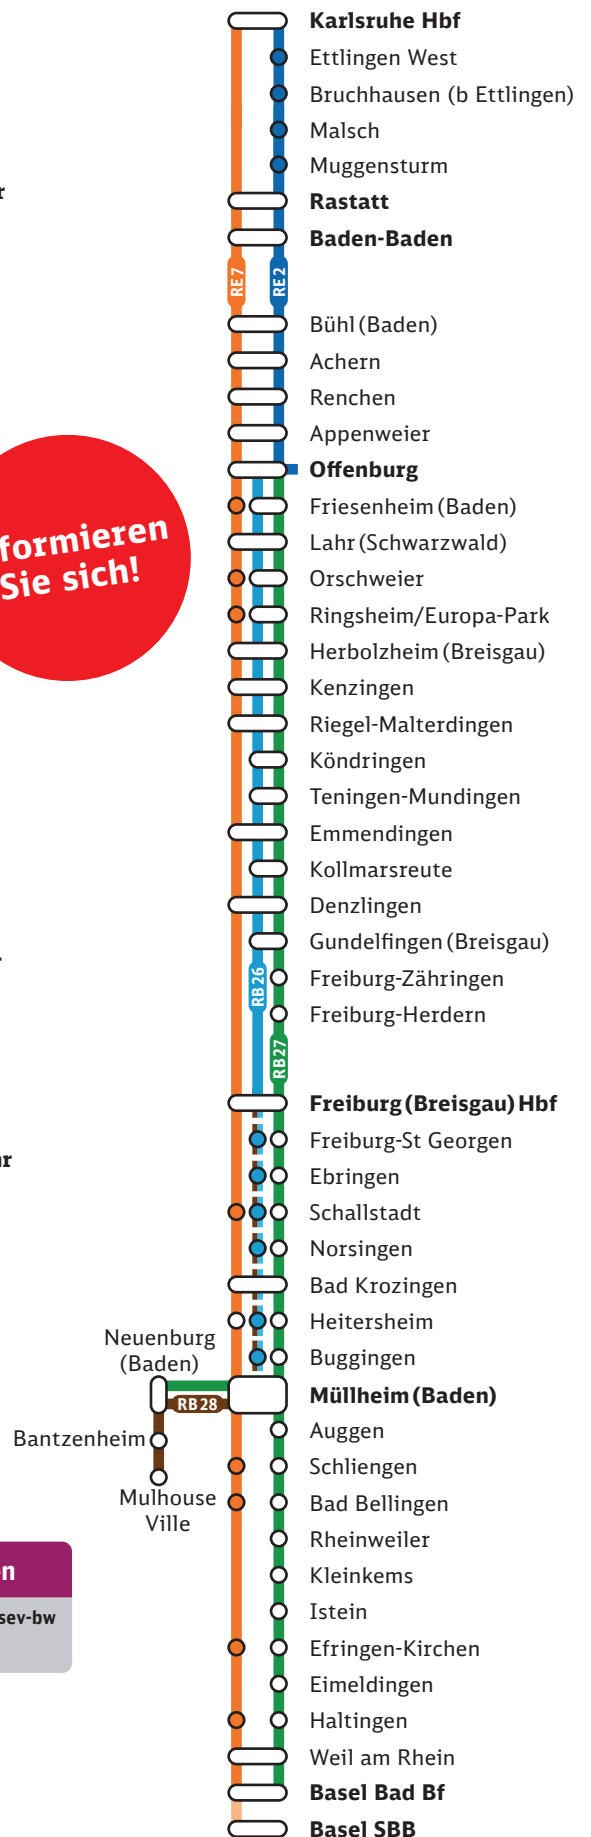 Karlsruhe Hbf
Ettlingen West
Bruchhausen (b Ettlingen)
Malsch
Muggensturm
r
Rastatt
Baden-Baden
RE 7
RE 2
Bühl (Baden)
Achern
Renchen
Appenweier
Offenburg
Friesenheim (Baden)
formieren
Sie sich!
Lahr (Schwarzwald)
Orschweier
Ringsheim/Europa-Park
Herbolzheim (Breisgau)
Kenzingen
Riegel-Malterdingen
Köndringen
Teningen-Mundingen
Emmendingen
Kollmarsreute
Denzlingen
Gundelfingen (Breisgau)
RB 26
Freiburg-Zähringen
Freiburg-Herdern
RB27
Freiburg (Breisgau) Hbf
Freiburg-St Georgen
r
Ebringen
Schallstadt
Norsingen
Bad Krozingen
Heitersheim
Buggingen
Neuenburg
(Baden)
Müllheim (Baden)
RB 28
Auggen
Bantzenheim
Schliengen
Mulhouse
Ville
Bad Bellingen
Rheinweiler
Kleinkems
n
Istein
sev-bw
Efringen-Kirchen
Eimeldingen
Haltingen
Weil am Rhein
Basel Bad Bf
Basel SBB